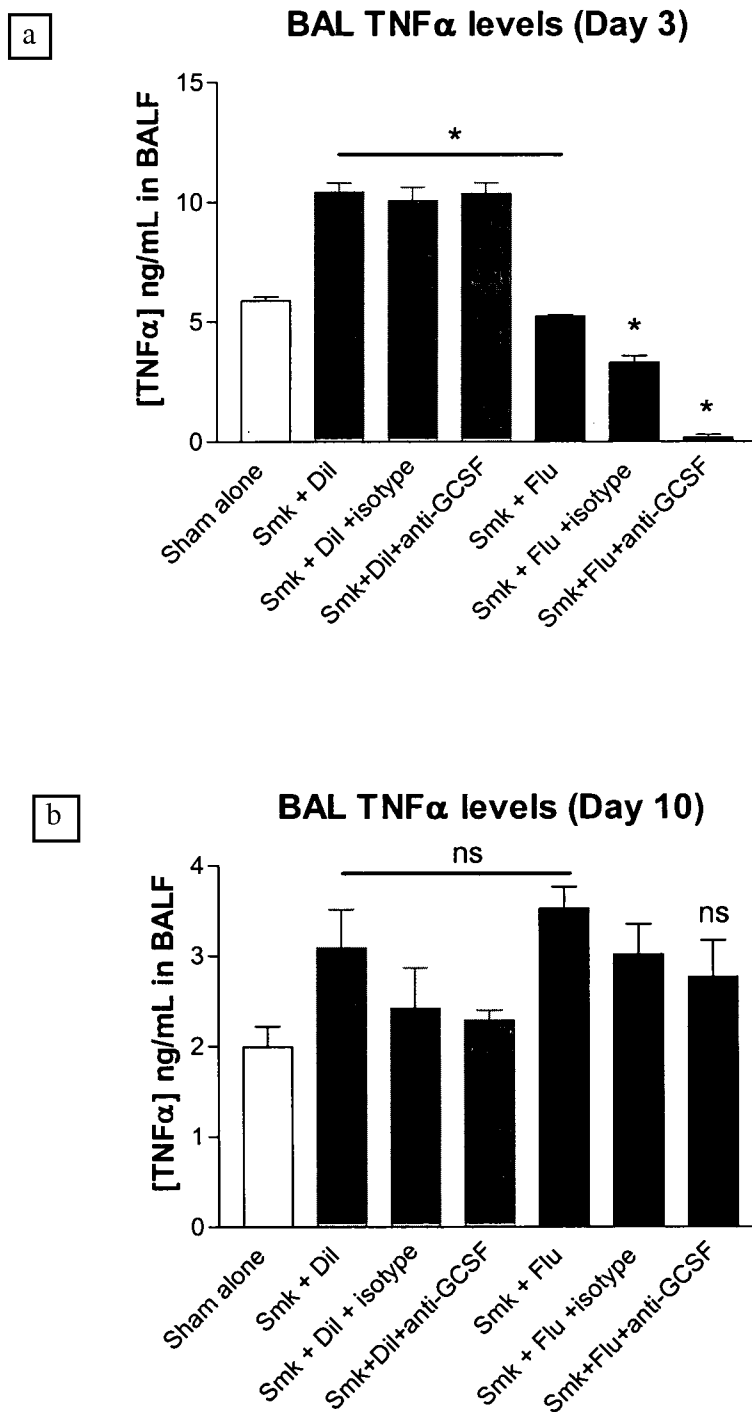 a
BAL TNFα levels (Day 3)
[TNFα] ng/mL in BALF
15
10
5
0
*
*
*
Sham alone
Smk + Dil
Smk + Dil +isotype
Smk+Dil+anti-GCSF
Smk + Flu
Smk + Flu +isotype
Smk+Flu+anti-GCSF
b
BAL TNFα levels (Day 10)
[TNFα] ng/mL in BALF
4
3
2
1
0
ns
ns
Sham alone
Smk + Dil
Smk + Dil + isotype
Smk+Dil+anti-GCSF
Smk + Flu
Smk + Flu +isotype
Smk+Flu+anti-GCSF